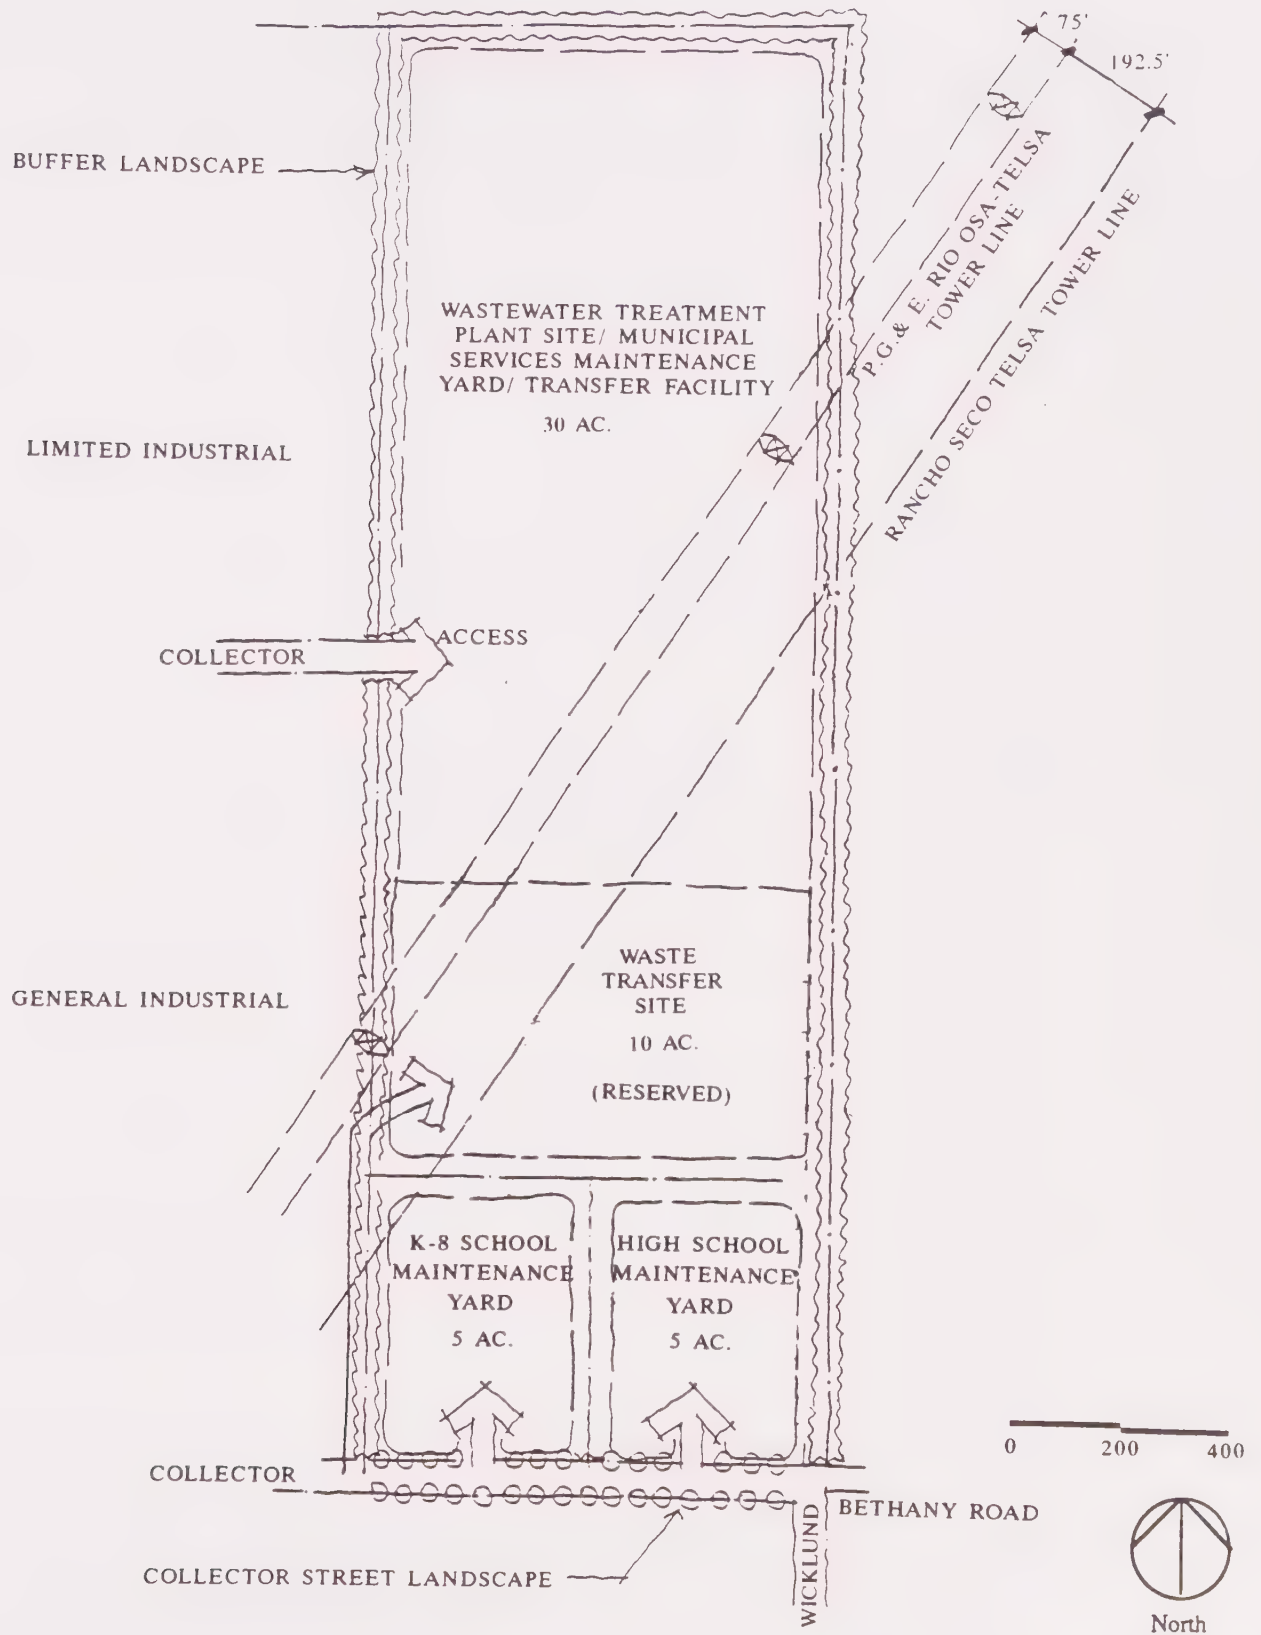 75'
192.5'
BUFFER LANDSCAPE
P.G.& E. RIO OSA-TELSA
TOWER LINE
RANCHO SECO TELSA TOWER LINE
WASTEWATER TREATMENT
PLANT SITE/ MUNICIPAL
SERVICES MAINTENANCE
YARD/ TRANSFER FACILITY
30 AC.
LIMITED INDUSTRIAL
ACCESS
COLLECTOR
WASTE
TRANSFER
SITE
10 AC.
(RESERVED)
GENERAL INDUSTRIAL
K-8 SCHOOL
MAINTENANCE
YARD
5 AC.
HIGH SCHOOL
MAINTENANCE
YARD
5 AC.
0 200 400
COLLECTOR
BETHANY ROAD
WICKLUND
COLLECTOR STREET LANDSCAPE
North